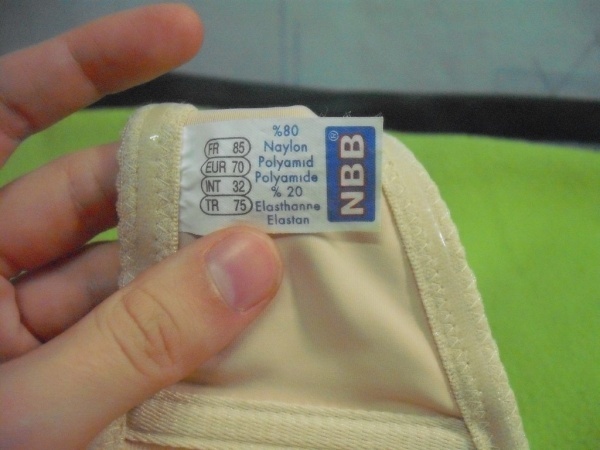 FR 85
EUR 70
INT 32
TR 75
%80
Naylon
Polyamid
Polyamide
% 20
Elasthanne
Elastan
NBB®